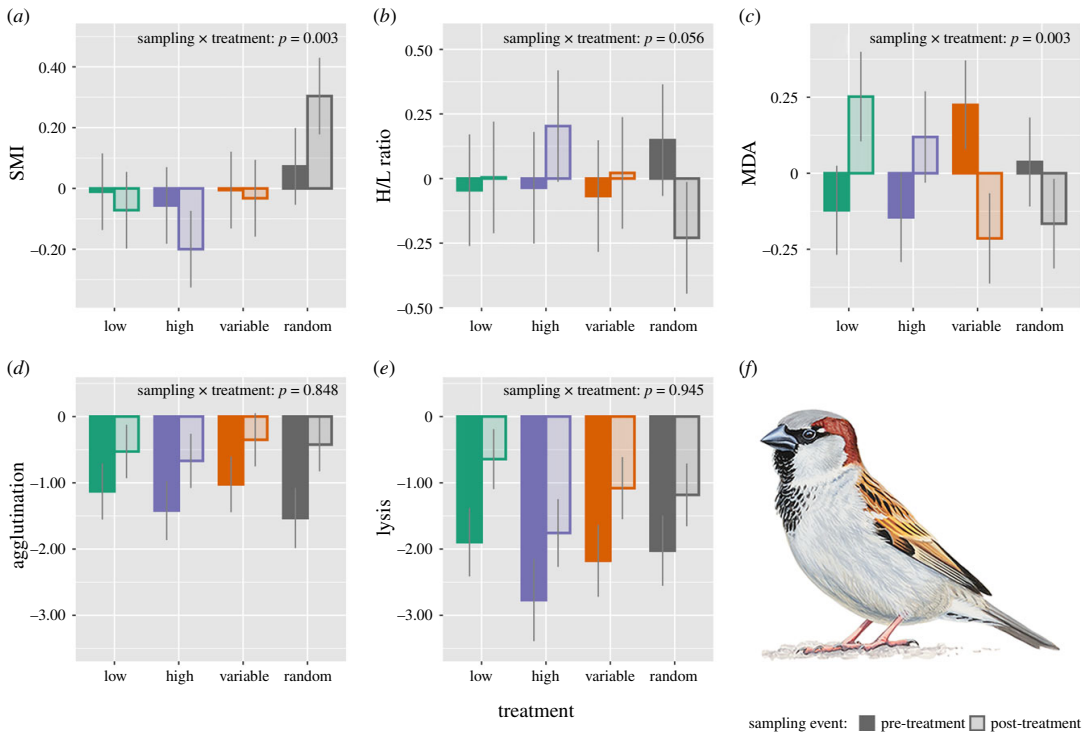 (a)
sampling × treatment: p = 0.003
0.40
0.20
0
–0.20
SMI
low high variable random
(b)
sampling × treatment: p = 0.056
0.50
0.25
0
–0.25
–0.50
H/L ratio
low high variable random
(c)
sampling × treatment: p = 0.003
0.25
0
–0.25
MDA
low high variable random
(d)
sampling × treatment: p = 0.848
0
–1.00
–2.00
–3.00
agglutination
low high variable random
(e)
sampling × treatment: p = 0.945
0
–1.00
–2.00
–3.00
lysis
low high variable random
(f)
treatment
sampling event: pre-treatment post-treatment